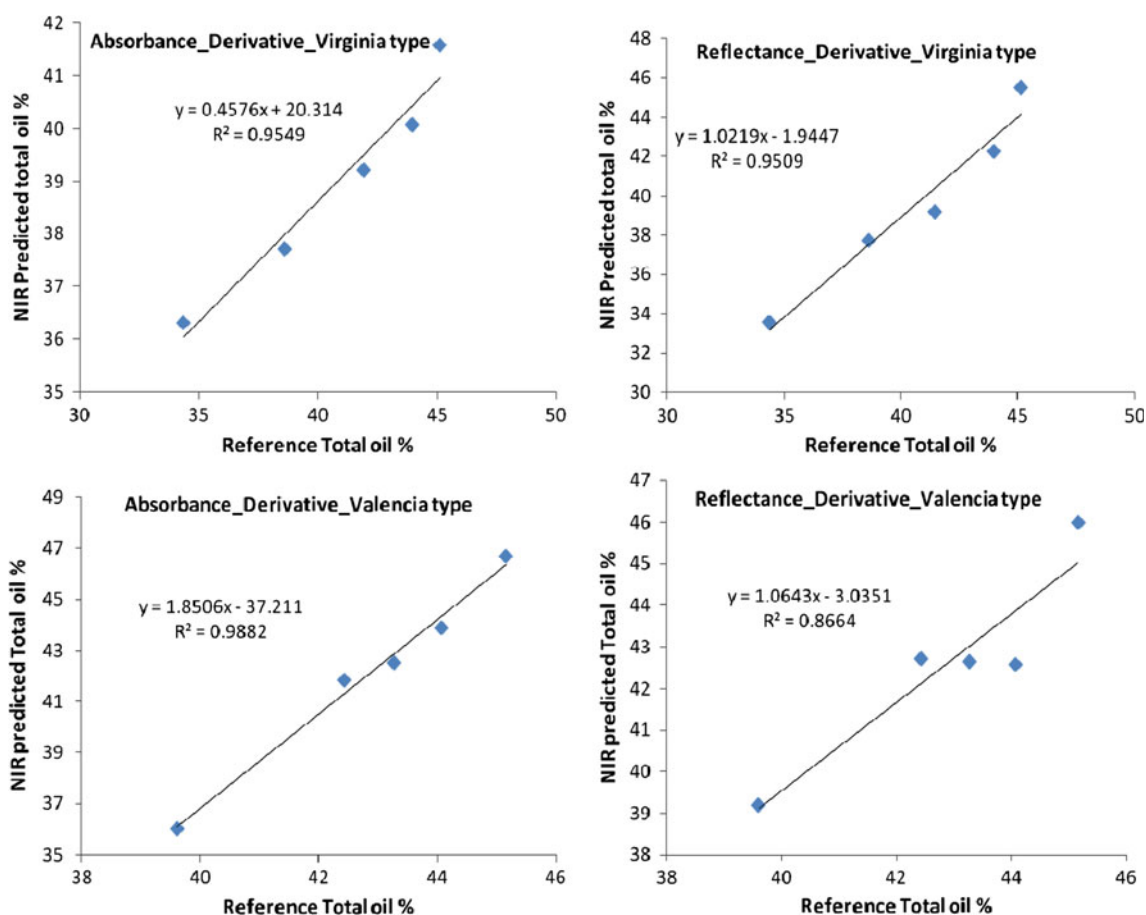 Absorbance_Derivative_Virginia type
y = 0.4576x + 20.314
R² = 0.9549
NIR Predicted total oil %
42
41
40
39
38
37
36
35
30 35 40 45 50
Reference Total oil %
Reflectance_Derivative_Virginia type
y = 1.0219x - 1.9447
R² = 0.9509
NIR Predicted total oil %
48
46
44
42
40
38
36
34
32
30
30 35 40 45 50
Reference Total oil %
Absorbance_Derivative_Valencia type
y = 1.8506x - 37.211
R² = 0.9882
NIR predicted Total oil %
49
47
45
43
41
39
37
35
38 40 42 44 46
Reference Total oil %
Reflectance_Derivative_Valencia type
y = 1.0643x - 3.0351
R² = 0.8664
NIR predicted Total oil %
47
46
45
44
43
42
41
40
39
38
38 40 42 44 46
Reference Total oil %